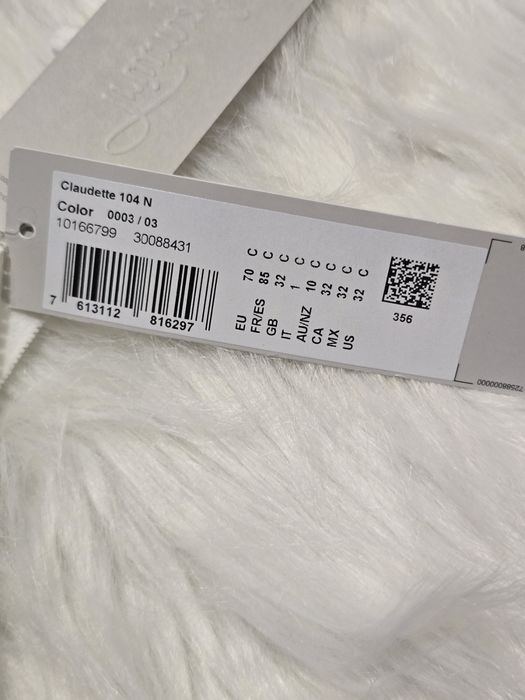 Claudette 104 N
Color 0003 / 03
10166799 30088431
7 613112 816297
EU 70 C
FR/ES 85 C
GB 32 C
IT 1 C
AU/NZ 10 C
CA 32 C
MX 32 C
US 32 C
356